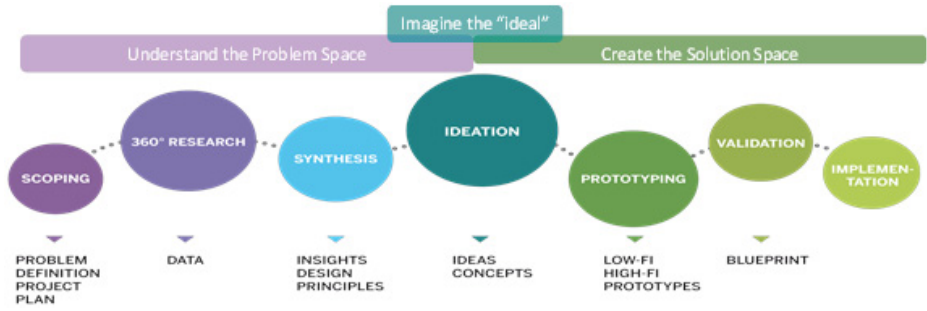 Imagine the “ideal”
Understand the Problem Space
Create the Solution Space
SCOPING
360° RESEARCH
SYNTHESIS
IDEATION
PROTOTYPING
VALIDATION
IMPLEMEN-
TATION
PROBLEM
DEFINITION
PROJECT
PLAN
DATA
INSIGHTS
DESIGN
PRINCIPLES
IDEAS
CONCEPTS
LOW-FI
HIGH-FI
PROTOTYPES
BLUEPRINT